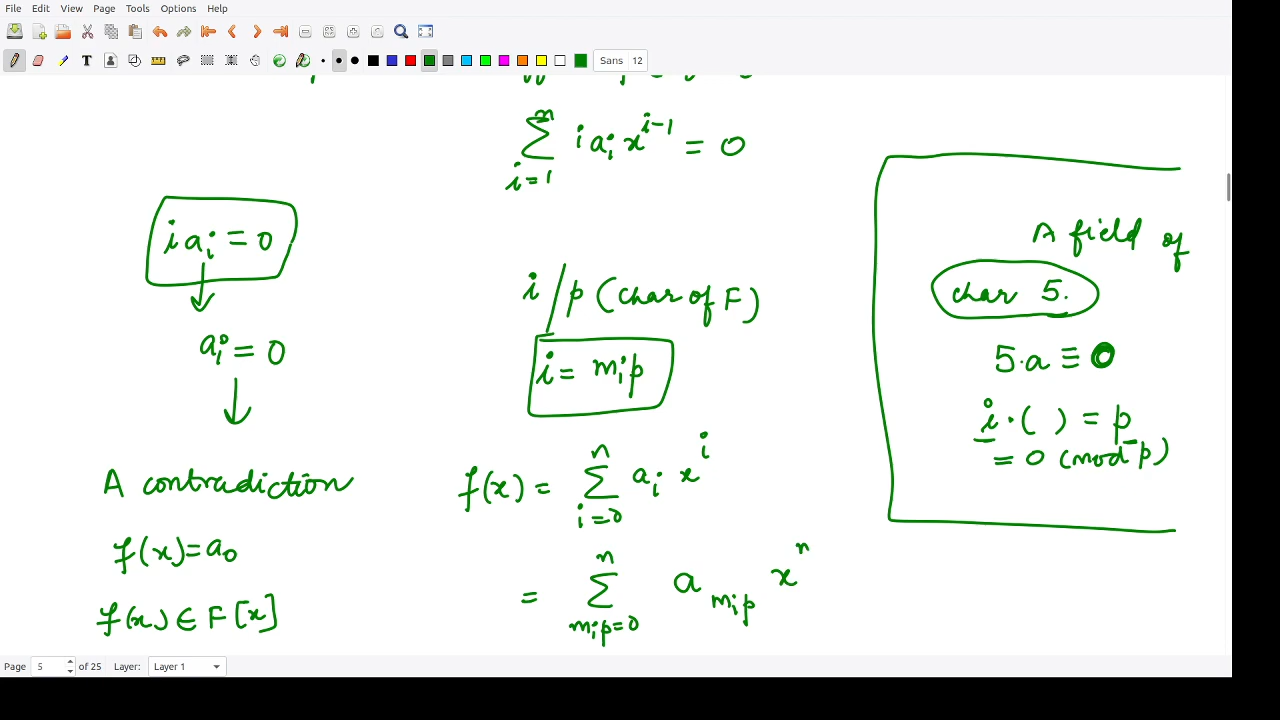 File Edit View Page Tools Options Help
Sans 12
∑_{i=1}^{n} i a_i x^{i-1} = 0
i a_i = 0
a_i = 0
A contradiction
f(x) = a_0
f(x) ∈ F[x]
i / p (char of F)
i = m_i p
f(x) = ∑_{i=0}^{n} a_i x^i
= ∑_{m_i p=0}^{n} a_{m_i p} x^n
A field of
char 5.
5·a ≡ 0
i·( ) = p
= 0 (mod p)
Page 5 of 25 Layer: Layer 1